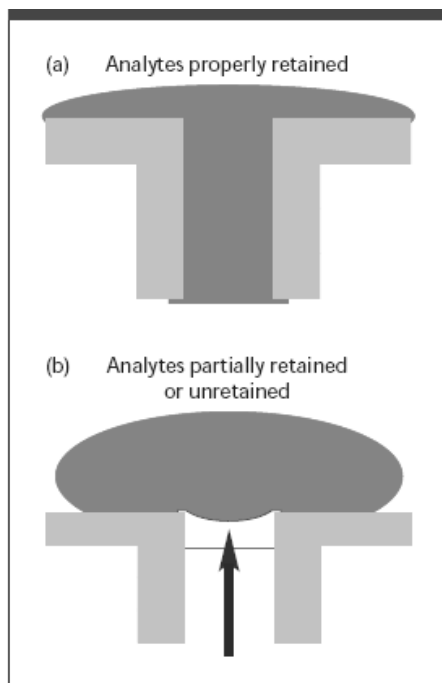 (a) Analytes properly retained
(b) Analytes partially retained
or unretained